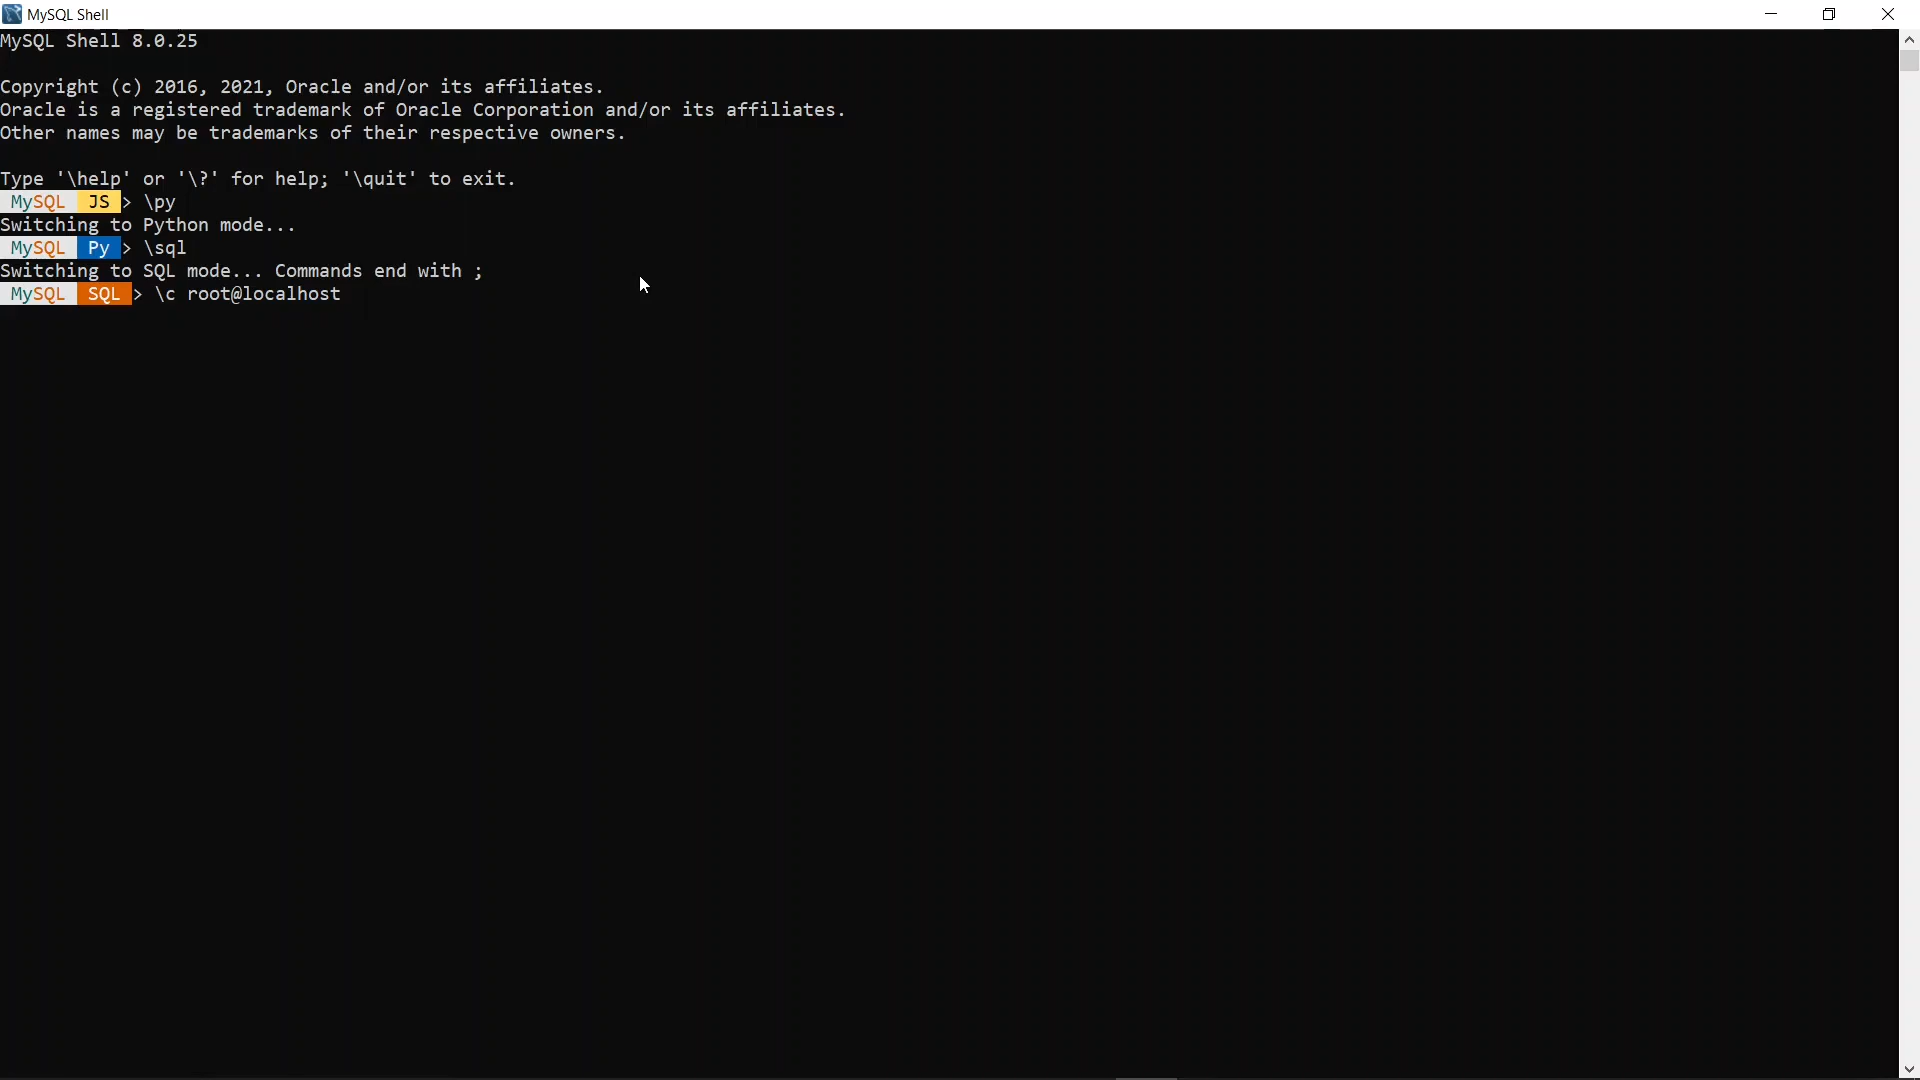 MySQL Shell
MySQL Shell 8.0.25
Copyright (c) 2016, 2021, Oracle and/or its affiliates.
Oracle is a registered trademark of Oracle Corporation and/or its affiliates.
Other names may be trademarks of their respective owners.
Type '\help' or '\?' for help; '\quit' to exit.
MySQL JS > \py
Switching to Python mode...
MySQL Py > \sql
Switching to SQL mode... Commands end with ;
MySQL SQL > \c root@localhost